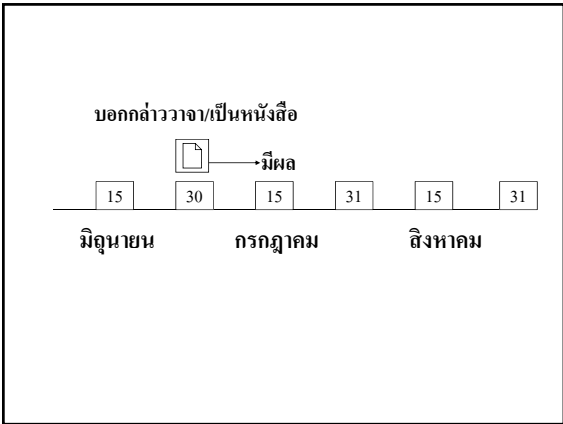 บอกกล่าววาจา/เป็นหนังสือ
มีผล
15 30 15 31 15 31
มิถุนายน กรกฎาคม สิงหาคม